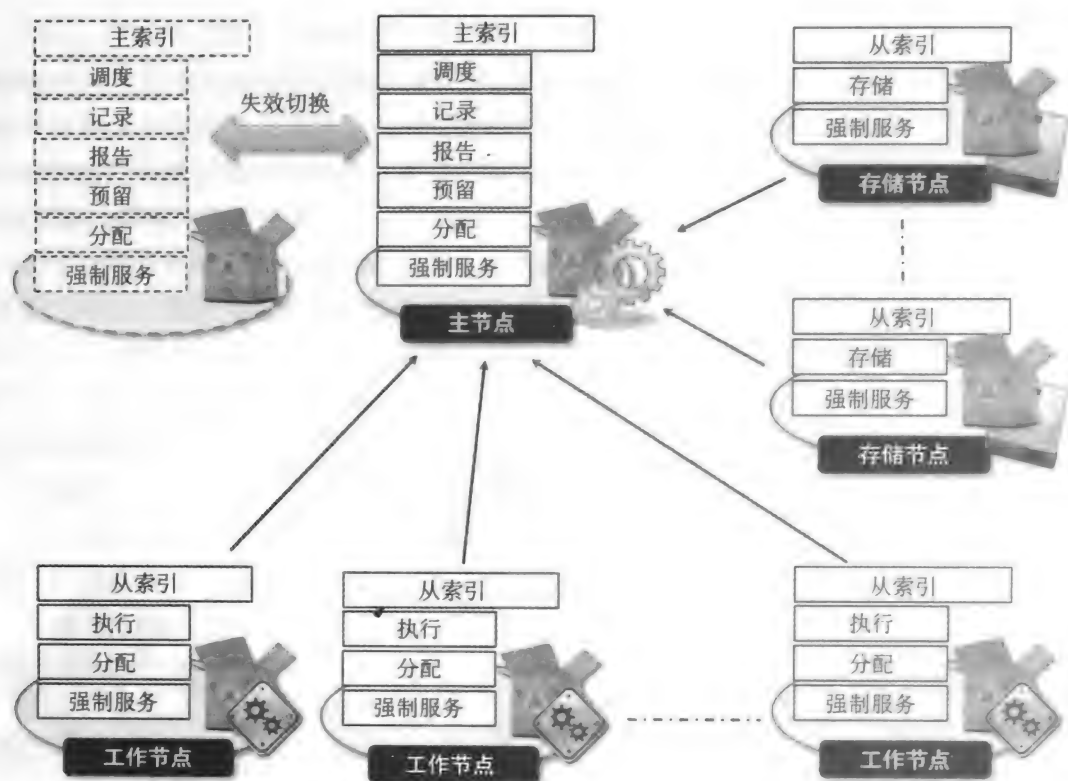 主索引
调度
记录
报告
预留
分配
强制服务
失效切换
主索引
调度
记录
报告
预留
分配
强制服务
主节点
从索引
存储
强制服务
存储节点
从索引
存储
强制服务
存储节点
从索引
执行
分配
强制服务
工作节点
从索引
执行
分配
强制服务
工作节点
从索引
执行
分配
强制服务
工作节点